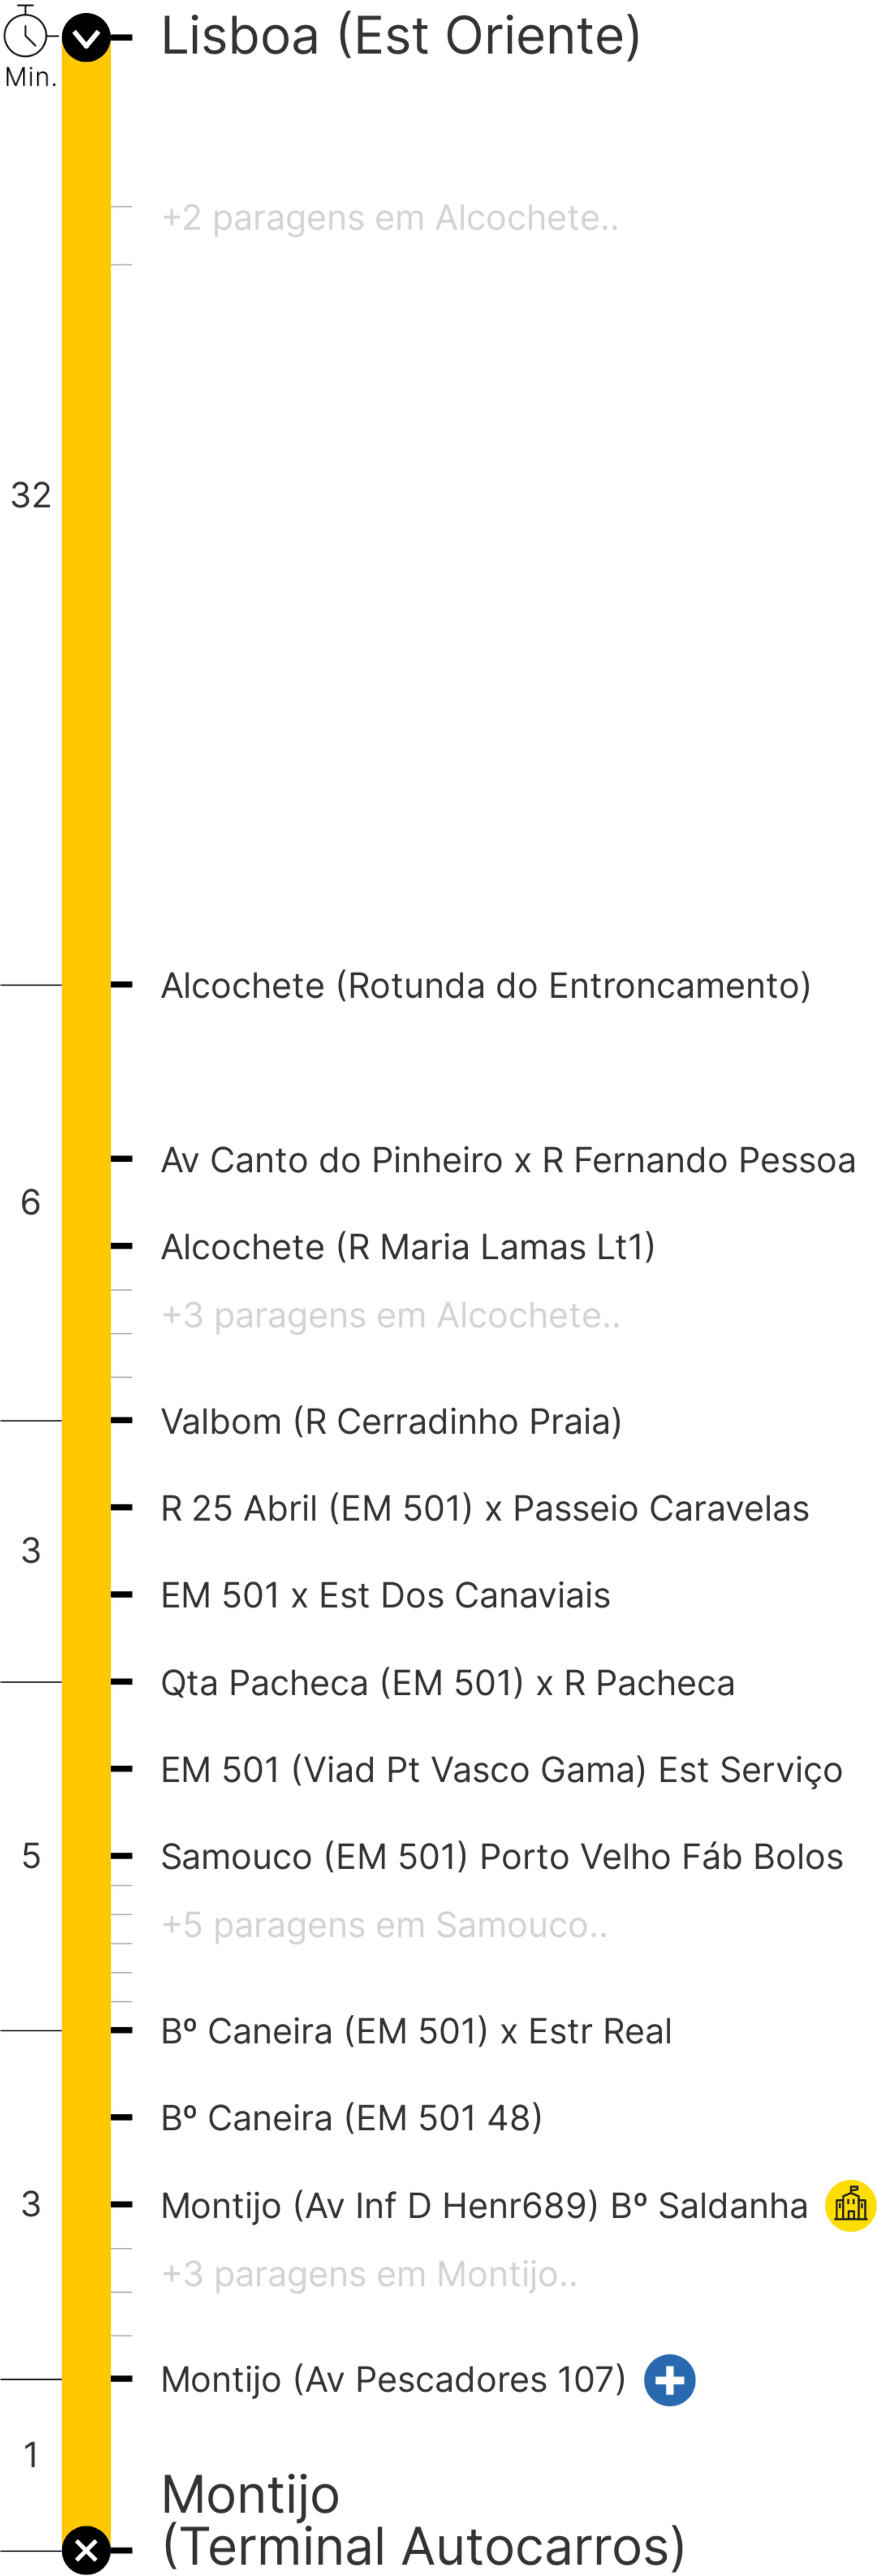 Lisboa (Est Oriente)
Min.
+2 paragens em Alcochete..
32
Alcochete (Rotunda do Entroncamento)
Av Canto do Pinheiro x R Fernando Pessoa
6
Alcochete (R Maria Lamas Lt1)
+3 paragens em Alcochete..
Valbom (R Cerradinho Praia)
R 25 Abril (EM 501) x Passeio Caravelas
3
EM 501 x Est Dos Canaviais
Qta Pacheca (EM 501) x R Pacheca
EM 501 (Viad Pt Vasco Gama) Est Serviço
5
Samouco (EM 501) Porto Velho Fáb Bolos
+5 paragens em Samouco..
Bº Caneira (EM 501) x Estr Real
Bº Caneira (EM 501 48)
3
Montijo (Av Inf D Henr689) Bº Saldanha
+3 paragens em Montijo..
Montijo (Av Pescadores 107)
1
Montijo
(Terminal Autocarros)